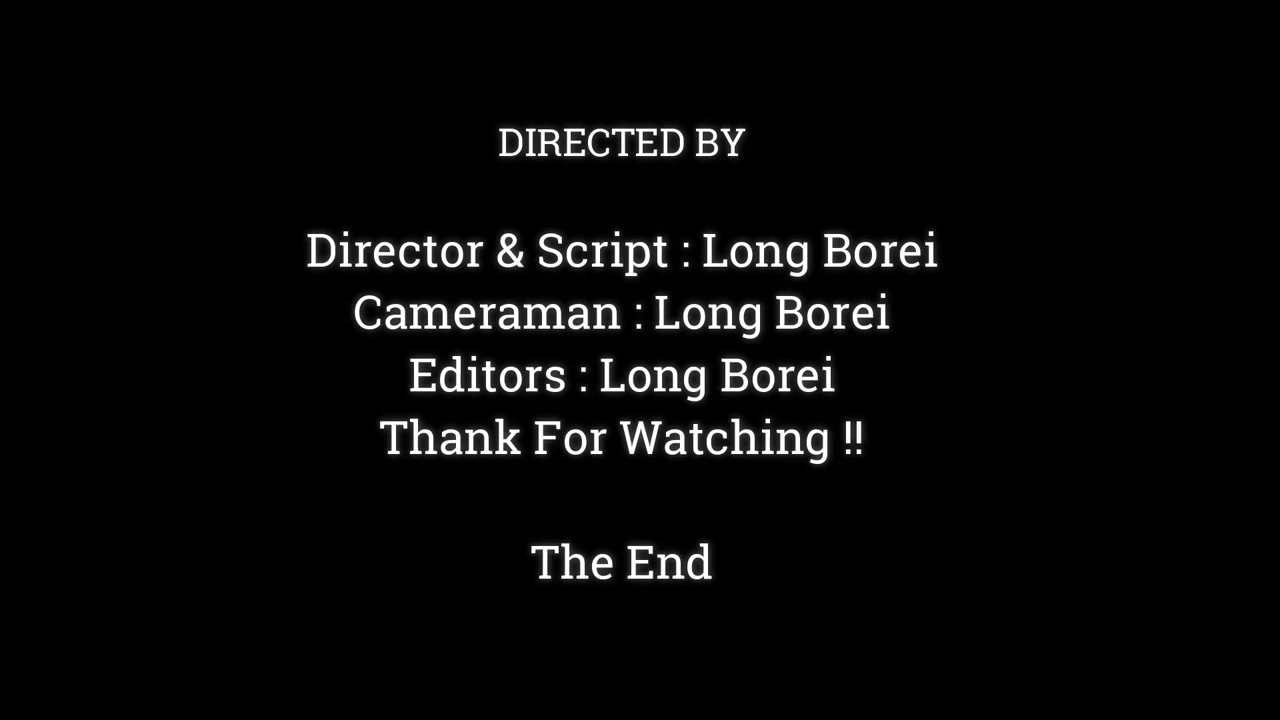 DIRECTED BY
Director & Script : Long Borei
Cameraman : Long Borei
Editors : Long Borei
Thank For Watching !!
The End